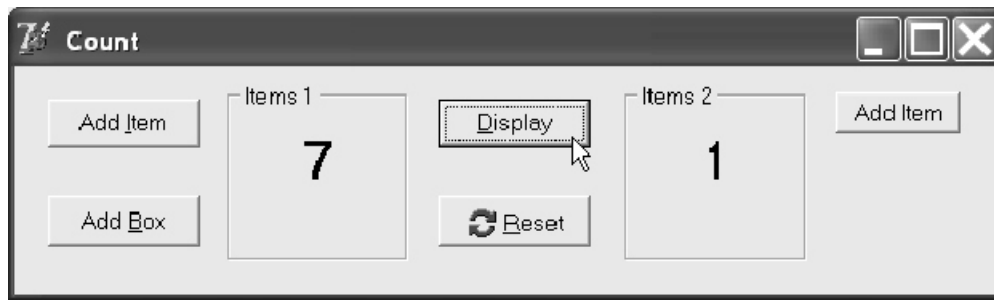 Count
Add Item
Items 1
7
Display
Items 2
1
Add Item
Add Box
Reset